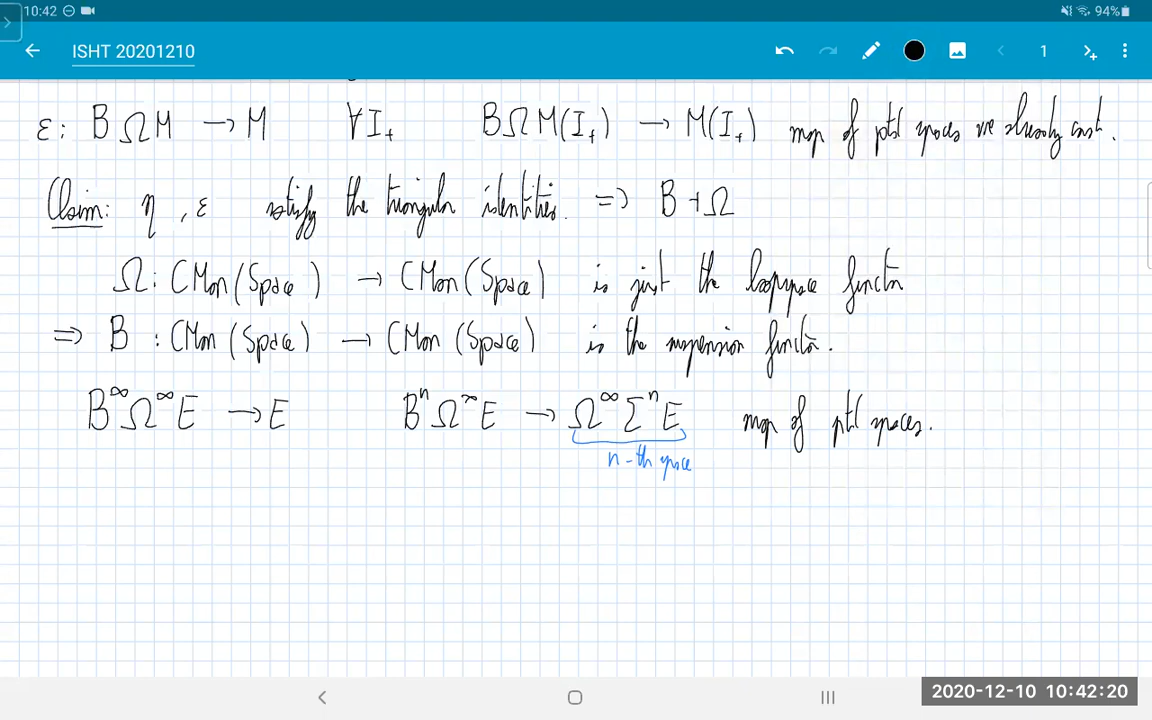 10:42 94%
ISHT 20201210 1
ε: BΩM → M ∀I₊ BΩM(I₊) → M(I₊) map of ptd spaces we already const.
Claim: η, ε satisfy the triangular identities. => B ⊣ Ω
Ω: CMon(Space) → CMon(Space) is just the loopspace functor
=> B : CMon(Space) → CMon(Space) is the suspension functor.
B^∞Ω^∞E → E B^nΩ^∞E → Ω^∞Σ^nE map of ptd spaces.
n-th space
2020-12-10 10:42:20